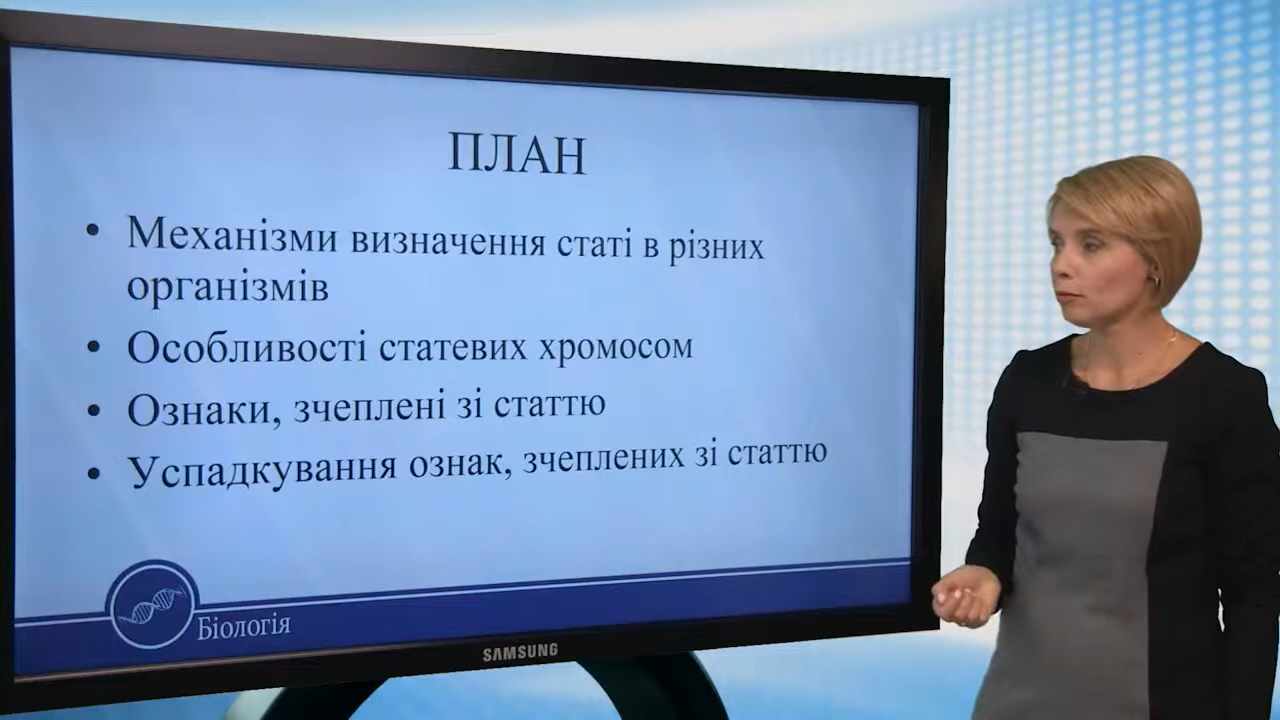 ПЛАН
• Механізми визначення статі в різних
організмів
• Особливості статевих хромосом
• Ознаки, зчеплені зі статтю
• Успадкування ознак, зчеплених зі статтю
Біологія
SAMSUNG